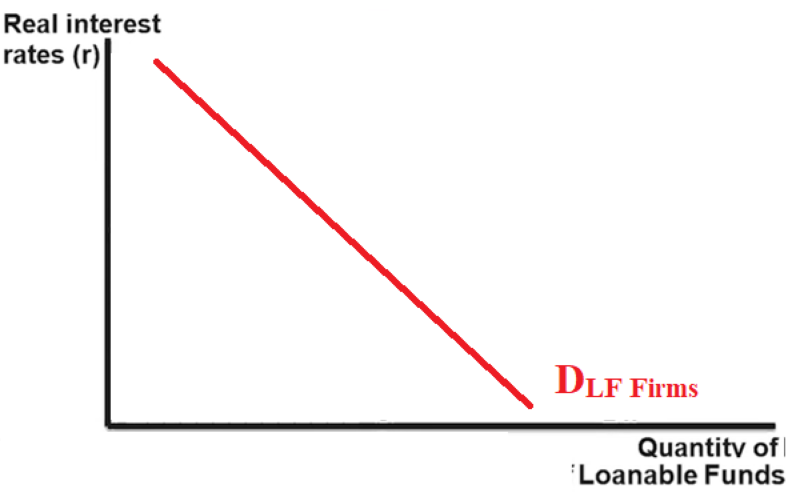 Real interest
rates (r)
DLF Firms
Quantity of
Loanable Funds